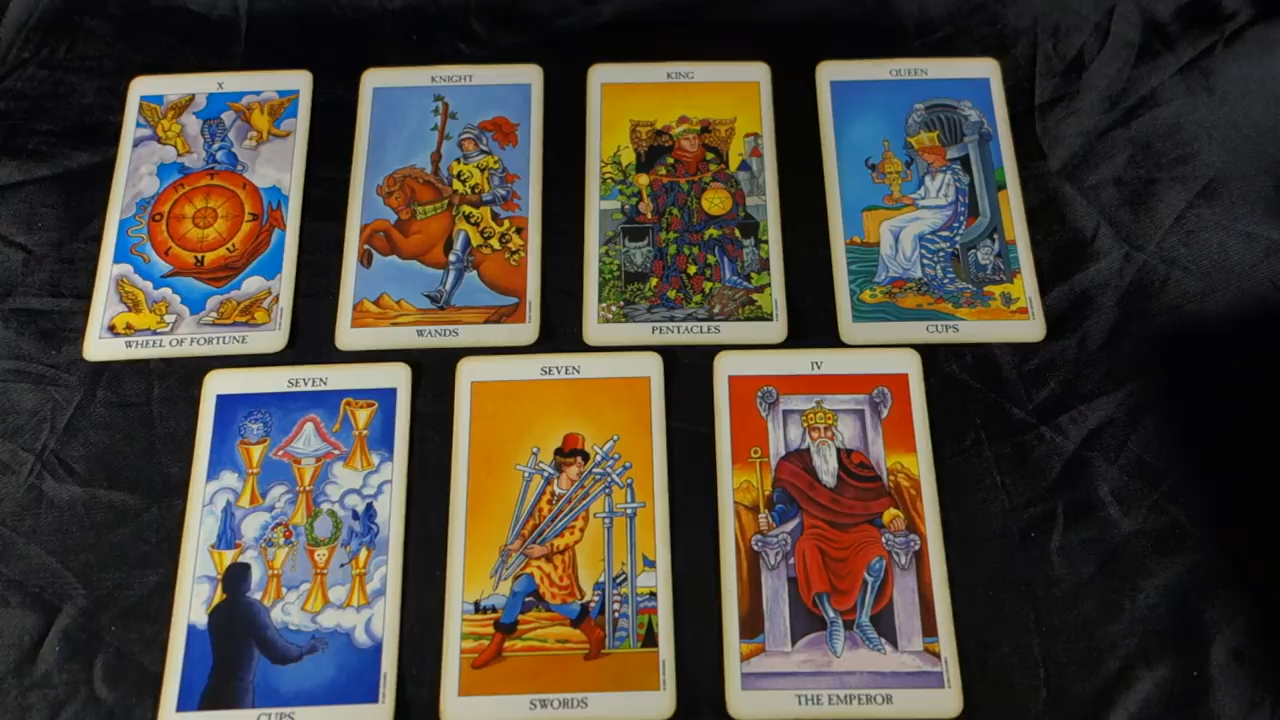 X
WHEEL OF FORTUNE
KNIGHT
WANDS
KING
PENTACLES
QUEEN
CUPS
SEVEN
CUPS
SEVEN
SWORDS
IV
THE EMPEROR